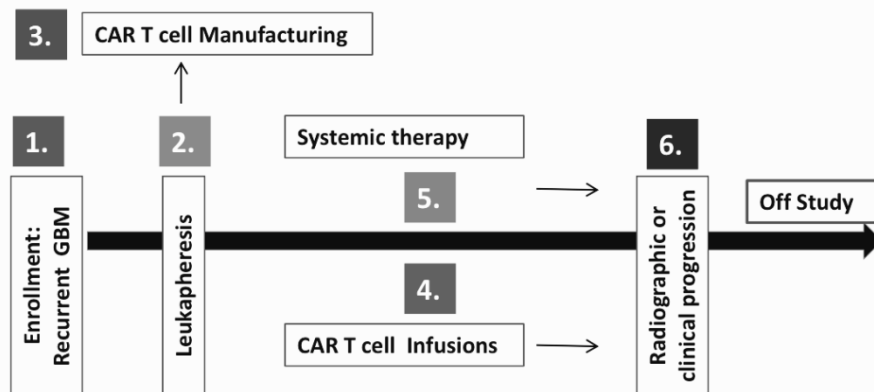 3. CAR T cell Manufacturing
1.
2.
Systemic therapy
6.
5.
Off Study
Enrollment:
Recurrent GBM
Leukapheresis
Radiographic or
clinical progression
4.
CAR T cell Infusions